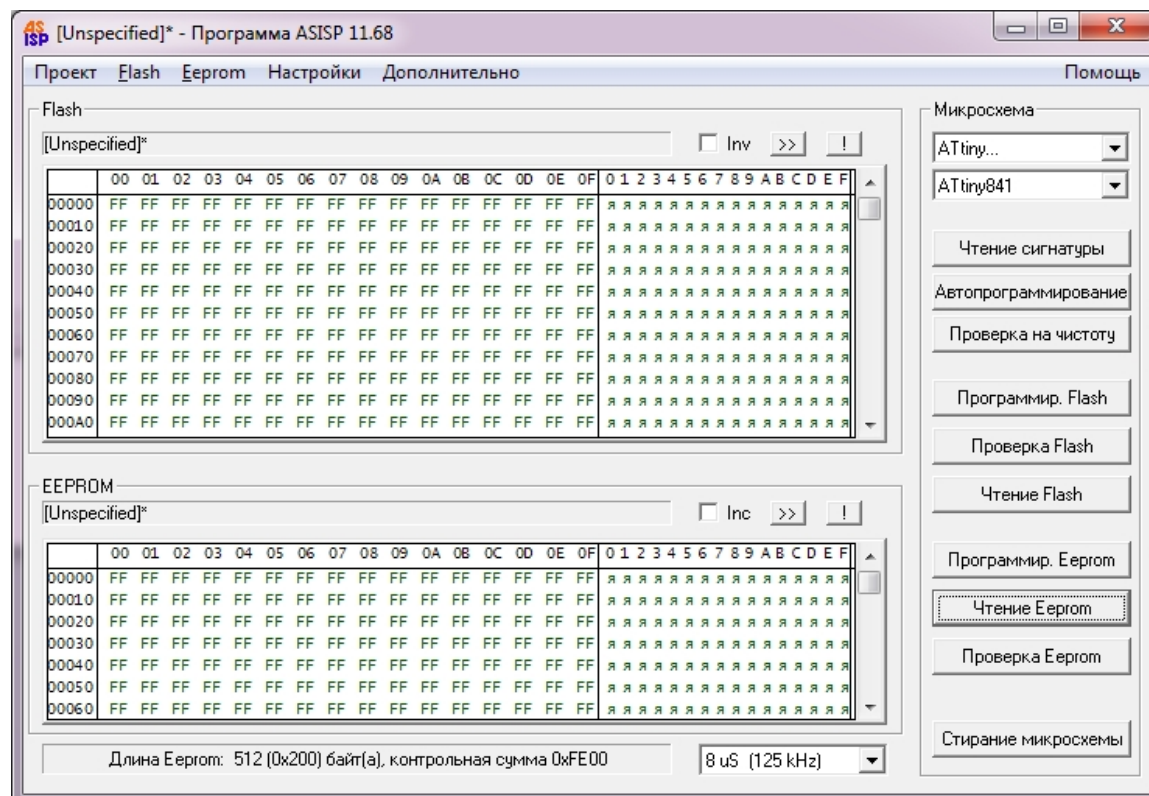 AS ISP [Unspecified]* - Программа ASISP 11.68
Проект Flash Eeprom Настройки Дополнительно Помощь
Flash
[Unspecified]* Inv >> !
00 01 02 03 04 05 06 07 08 09 0A 0B 0C 0D 0E 0F 0 1 2 3 4 5 6 7 8 9 A B C D E F
00000 FF FF FF FF FF FF FF FF FF FF FF FF FF FF FF FF я я я я я я я я я я я я я я я я
00010 FF FF FF FF FF FF FF FF FF FF FF FF FF FF FF FF я я я я я я я я я я я я я я я я
00020 FF FF FF FF FF FF FF FF FF FF FF FF FF FF FF FF я я я я я я я я я я я я я я я я
00030 FF FF FF FF FF FF FF FF FF FF FF FF FF FF FF FF я я я я я я я я я я я я я я я я
00040 FF FF FF FF FF FF FF FF FF FF FF FF FF FF FF FF я я я я я я я я я я я я я я я я
00050 FF FF FF FF FF FF FF FF FF FF FF FF FF FF FF FF я я я я я я я я я я я я я я я я
00060 FF FF FF FF FF FF FF FF FF FF FF FF FF FF FF FF я я я я я я я я я я я я я я я я
00070 FF FF FF FF FF FF FF FF FF FF FF FF FF FF FF FF я я я я я я я я я я я я я я я я
00080 FF FF FF FF FF FF FF FF FF FF FF FF FF FF FF FF я я я я я я я я я я я я я я я я
00090 FF FF FF FF FF FF FF FF FF FF FF FF FF FF FF FF я я я я я я я я я я я я я я я я
000A0 FF FF FF FF FF FF FF FF FF FF FF FF FF FF FF FF я я я я я я я я я я я я я я я я
EEPROM
[Unspecified]* Inc >> !
00 01 02 03 04 05 06 07 08 09 0A 0B 0C 0D 0E 0F 0 1 2 3 4 5 6 7 8 9 A B C D E F
00000 FF FF FF FF FF FF FF FF FF FF FF FF FF FF FF FF я я я я я я я я я я я я я я я я
00010 FF FF FF FF FF FF FF FF FF FF FF FF FF FF FF FF я я я я я я я я я я я я я я я я
00020 FF FF FF FF FF FF FF FF FF FF FF FF FF FF FF FF я я я я я я я я я я я я я я я я
00030 FF FF FF FF FF FF FF FF FF FF FF FF FF FF FF FF я я я я я я я я я я я я я я я я
00040 FF FF FF FF FF FF FF FF FF FF FF FF FF FF FF FF я я я я я я я я я я я я я я я я
00050 FF FF FF FF FF FF FF FF FF FF FF FF FF FF FF FF я я я я я я я я я я я я я я я я
00060 FF FF FF FF FF FF FF FF FF FF FF FF FF FF FF FF я я я я я я я я я я я я я я я я
Длина Eeprom: 512 (0x200) байт(а), контрольная сумма 0xFE00 8 uS (125 kHz)
Микросхема
ATtiny...
ATtiny841
Чтение сигнатуры
Автопрограммирование
Проверка на чистоту
Программир. Flash
Проверка Flash
Чтение Flash
Программир. Eeprom
Чтение Eeprom
Проверка Eeprom
Стирание микросхемы